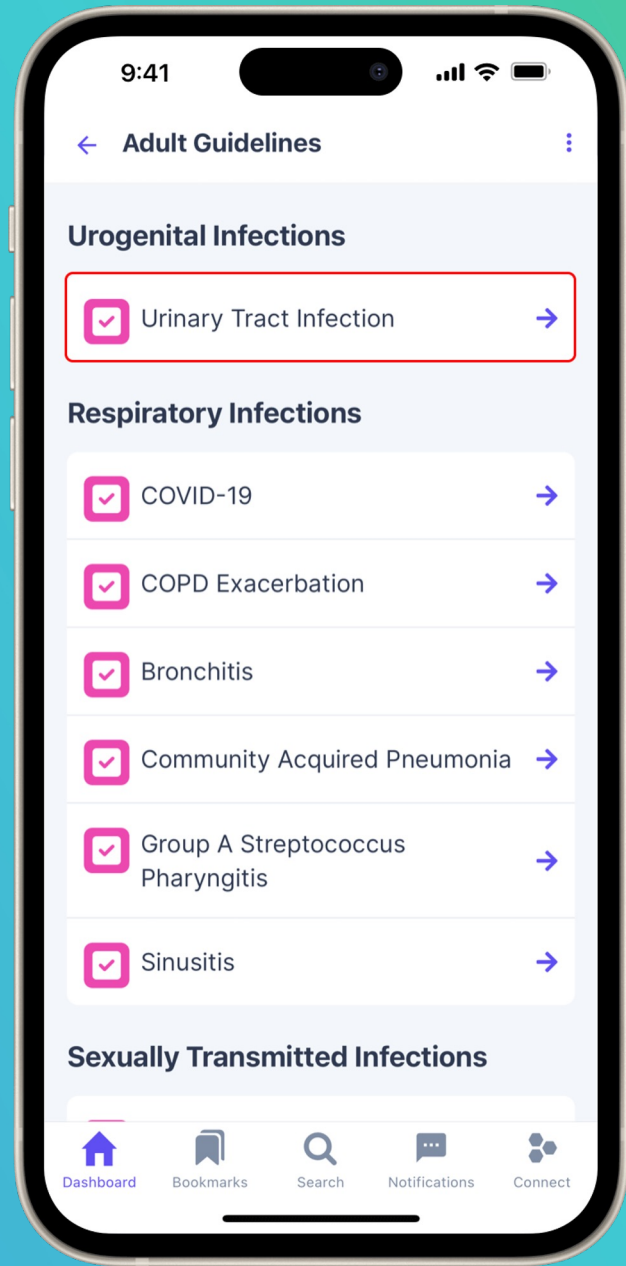 9:41
Adult Guidelines
Urogenital Infections
Urinary Tract Infection
Respiratory Infections
COVID-19
COPD Exacerbation
Bronchitis
Community Acquired Pneumonia
Group A Streptococcus
Pharyngitis
Sinusitis
Sexually Transmitted Infections
Dashboard
Bookmarks
Search
Notifications
Connect